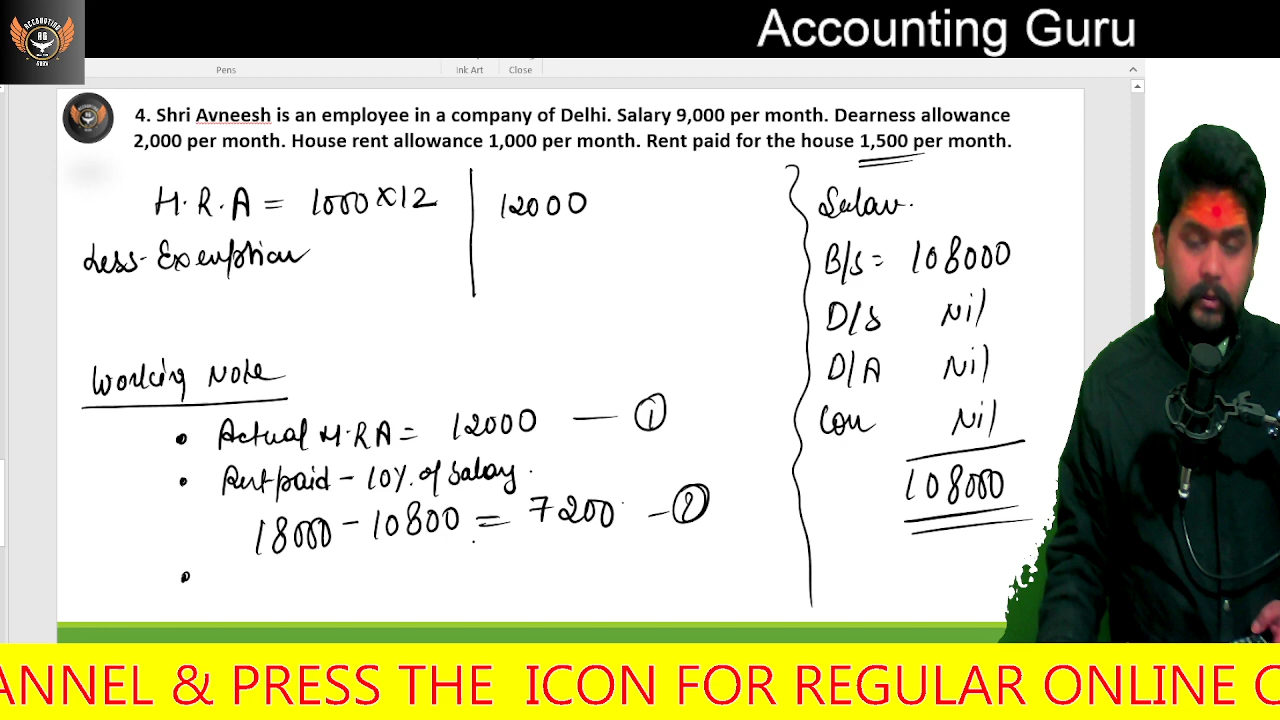 Accounting Guru
ACCOUNTING
AG
GURU
Pens
Ink Art
Close
4. Shri Avneesh is an employee in a company of Delhi. Salary 9,000 per month. Dearness allowance
2,000 per month. House rent allowance 1,000 per month. Rent paid for the house 1,500 per month.
H.R.A = 1000×12 12000
Less- Exemption
Working Note
• Actual H.R.A = 12000 — ①
• Rent paid - 10% of Salary.
18000 - 10800 = 7200 — ②
•
Salary.
B/S = 108000
D/S Nil
D/A Nil
Com Nil
108000
ANNEL & PRESS THE ICON FOR REGULAR ONLINE C